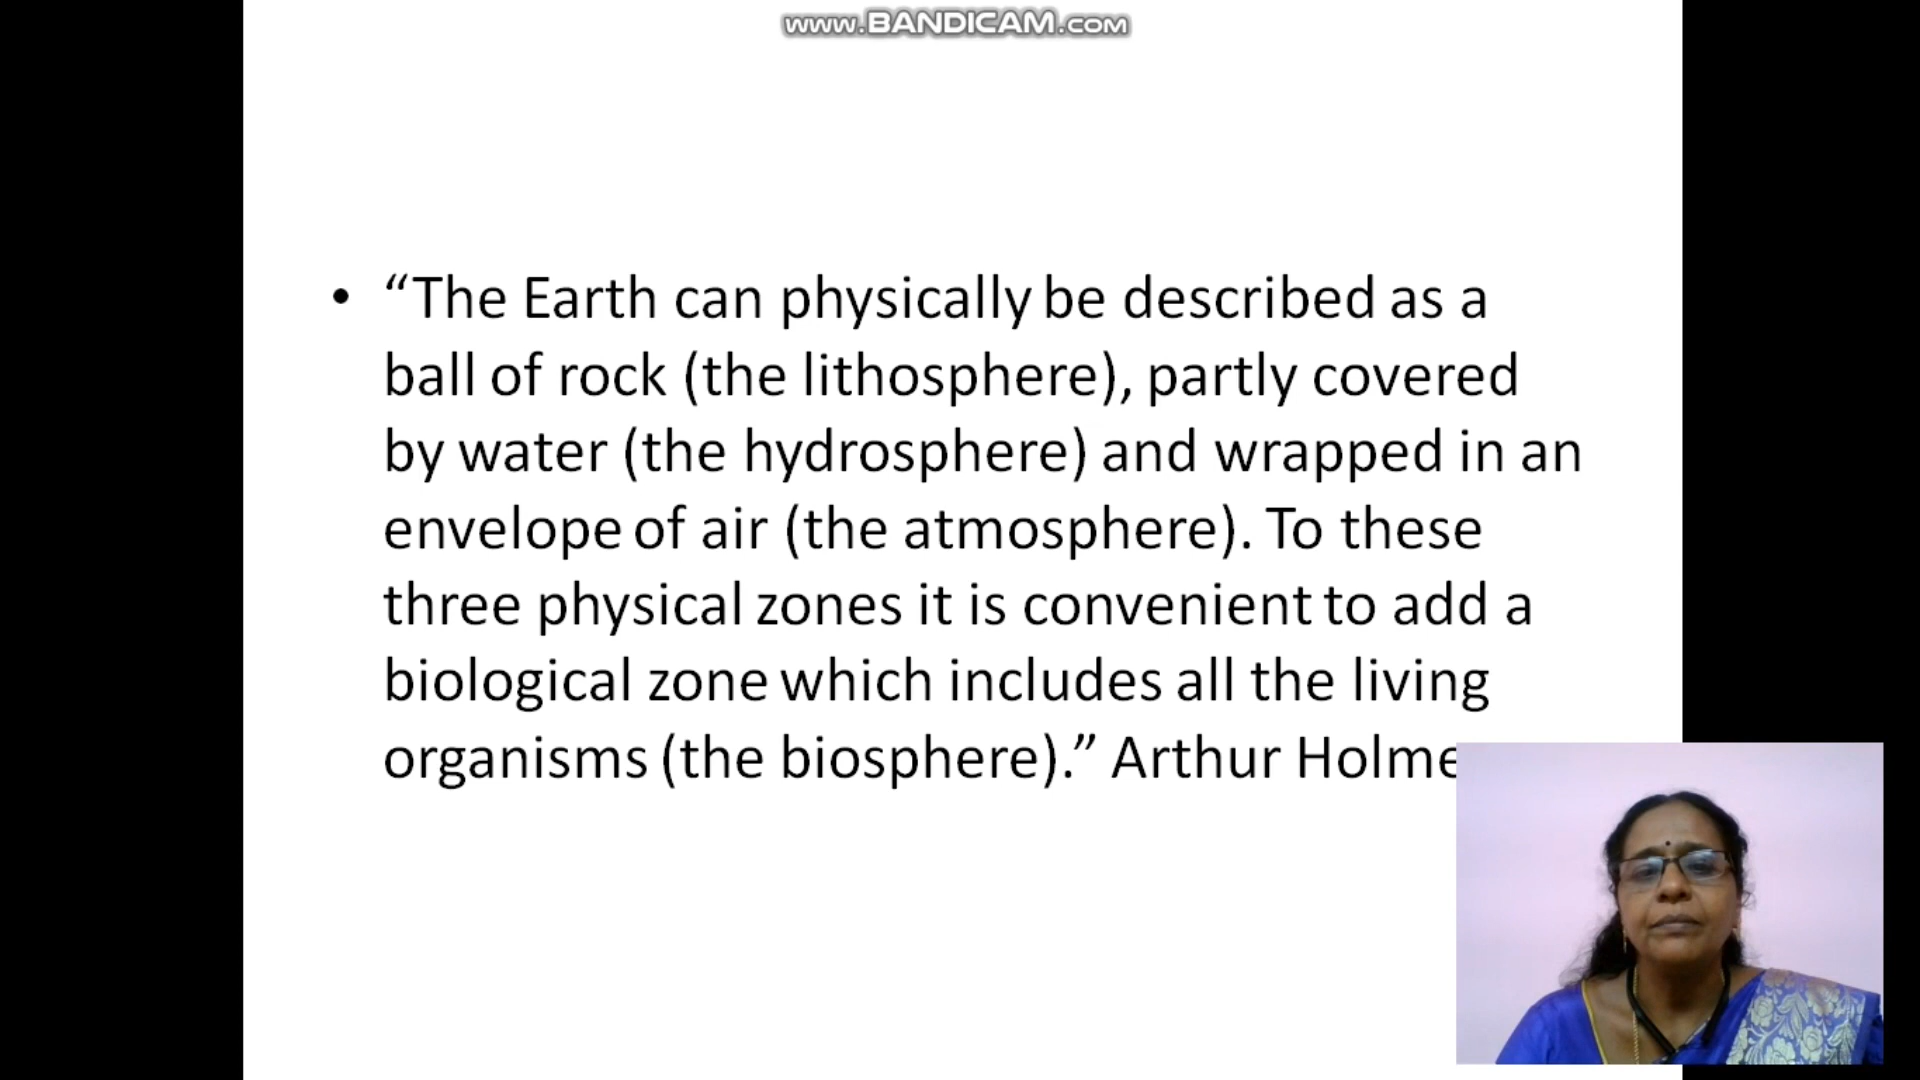 www.BANDICAM.com
• “The Earth can physically be described as a
ball of rock (the lithosphere), partly covered
by water (the hydrosphere) and wrapped in an
envelope of air (the atmosphere). To these
three physical zones it is convenient to add a
biological zone which includes all the living
organisms (the biosphere).” Arthur Holme